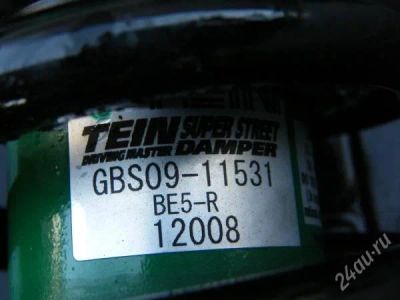 TEIN SUPER STREET
DRIVING MASTER DAMPER
GBS09-11531
BE5-R
12008
24au.ru